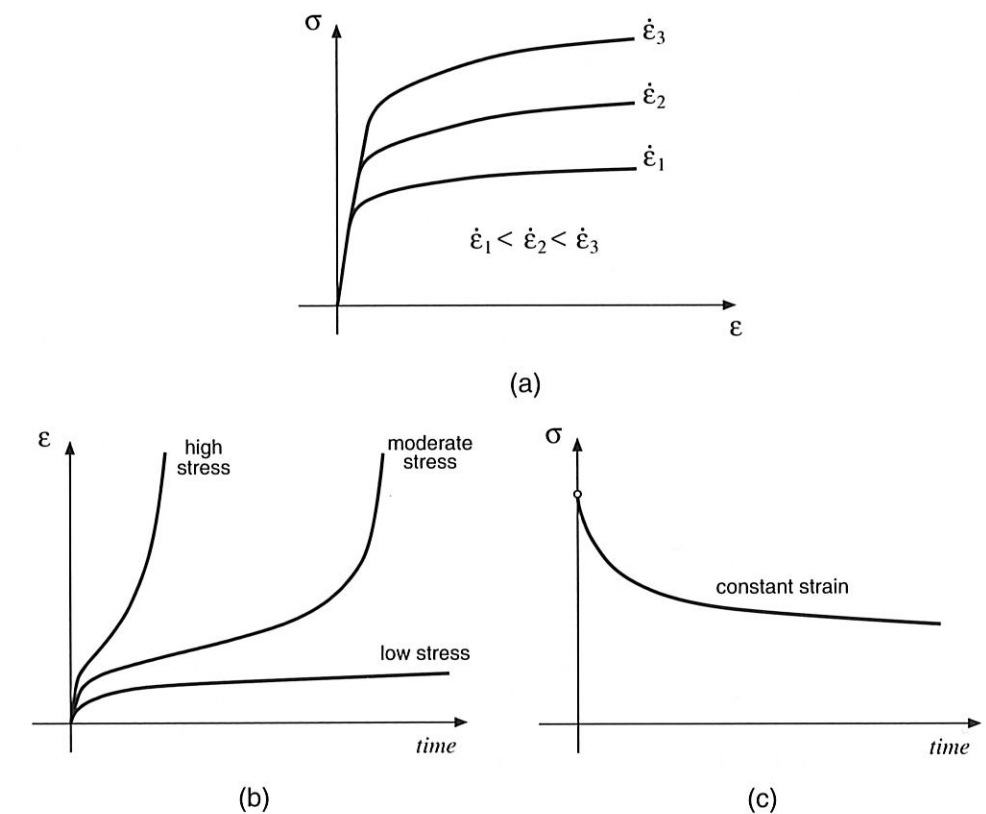 σ
ε̇3
ε̇2
ε̇1
ε̇1 < ε̇2 < ε̇3
ε
(a)
ε
high
stress
moderate
stress
low stress
time
(b)
σ
constant strain
time
(c)